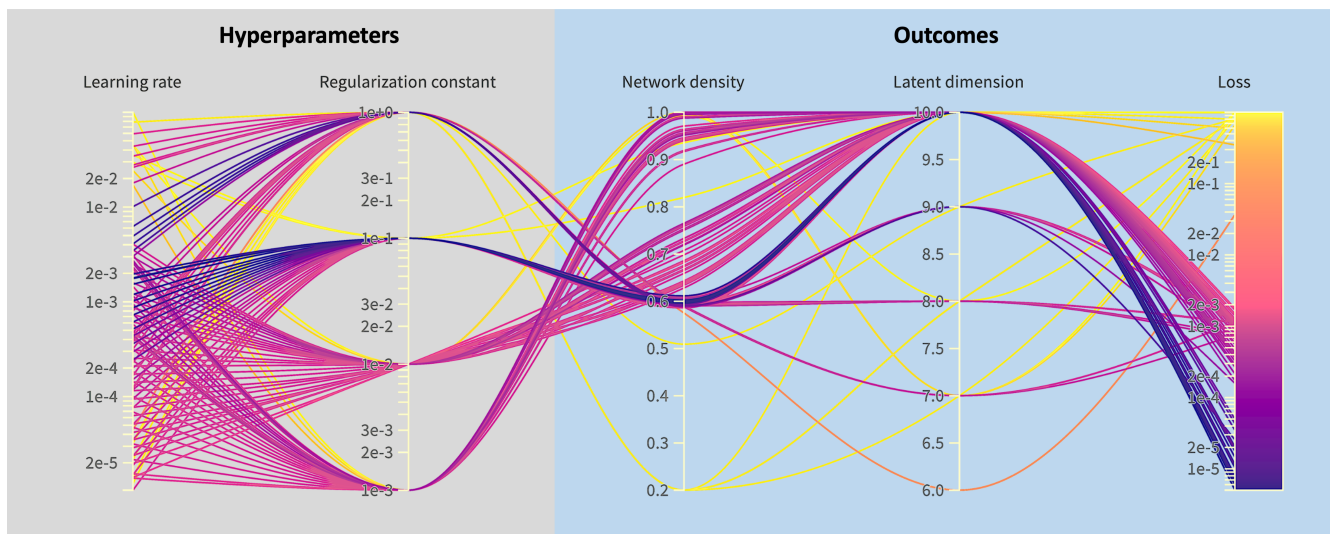 Hyperparameters
Outcomes
Learning rate
Regularization constant
Network density
Latent dimension
Loss
2e-2
1e-2
2e-3
1e-3
2e-4
1e-4
2e-5
1e+0
3e-1
2e-1
1e-1
3e-2
2e-2
1e-2
3e-3
2e-3
1e-3
1.0
0.9
0.8
0.7
0.6
0.5
0.4
0.3
0.2
10.0
9.5
9.0
8.5
8.0
7.5
7.0
6.5
6.0
2e-1
1e-1
2e-2
1e-2
2e-3
1e-3
2e-4
1e-4
2e-5
1e-5